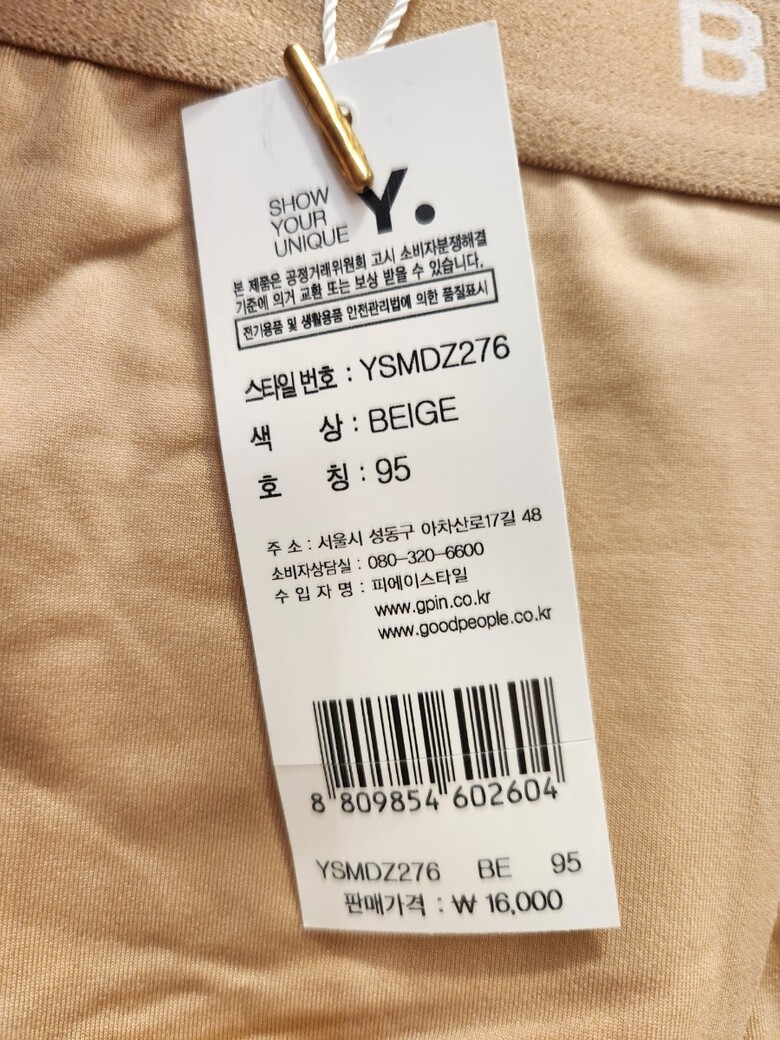 B
Y.
SHOW
YOUR
UNIQUE
본 제품은 공정거래위원회 고시 소비자분쟁해결
기준에 의거 교환 또는 보상 받을 수 있습니다.
전기용품 및 생활용품 안전관리법에 의한 품질표시
스타일 번호 : YSMDZ276
색 상 : BEIGE
호 칭 : 95
주 소 : 서울시 성동구 아차산로17길 48
소비자상담실 : 080-320-6600
수 입 자 명 : 피에이스타일
www.gpin.co.kr
www.goodpeople.co.kr
8 809854 602604
YSMDZ276 BE 95
판매가격 : ₩ 16,000